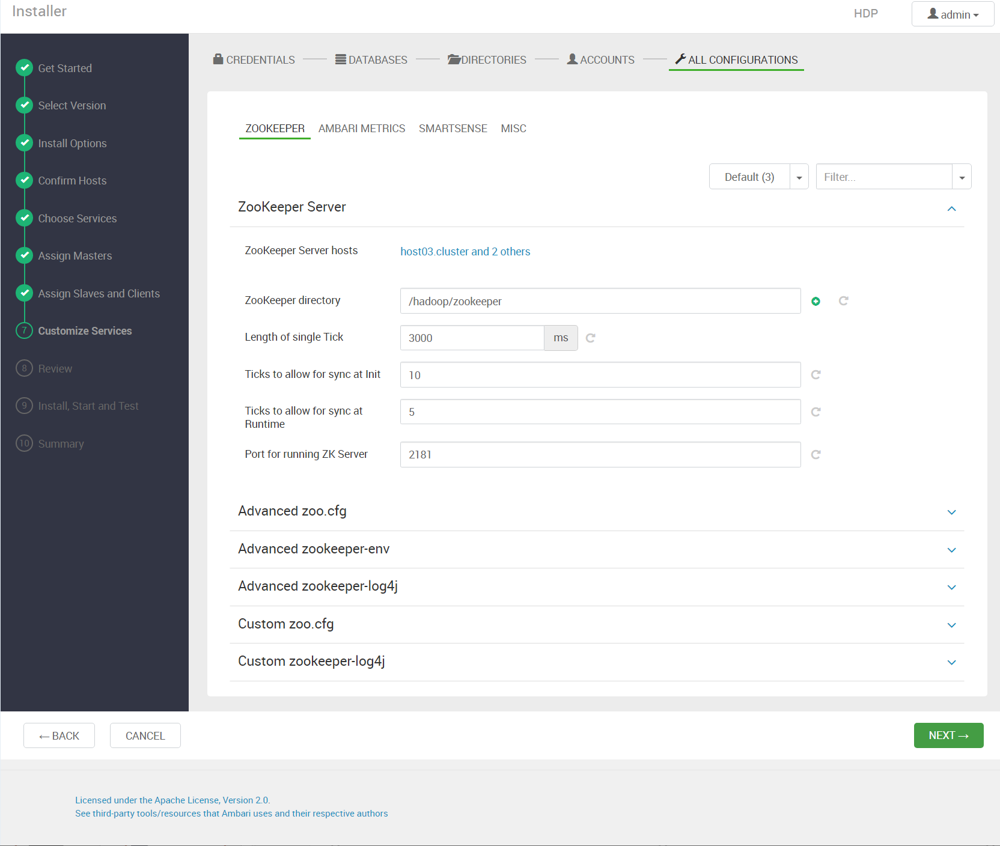 Installer
HDP
admin
Get Started
Select Version
Install Options
Confirm Hosts
Choose Services
Assign Masters
Assign Slaves and Clients
7 Customize Services
8 Review
9 Install, Start and Test
10 Summary
CREDENTIALS DATABASES DIRECTORIES ACCOUNTS ALL CONFIGURATIONS
ZOOKEEPER AMBARI METRICS SMARTSENSE MISC
Default (3) Filter...
ZooKeeper Server
ZooKeeper Server hosts host03.cluster and 2 others
ZooKeeper directory /hadoop/zookeeper
Length of single Tick 3000 ms
Ticks to allow for sync at Init 10
Ticks to allow for sync at
Runtime
5
Port for running ZK Server 2181
Advanced zoo.cfg
Advanced zookeeper-env
Advanced zookeeper-log4j
Custom zoo.cfg
Custom zookeeper-log4j
← BACK CANCEL NEXT →
Licensed under the Apache License, Version 2.0.
See third-party tools/resources that Ambari uses and their respective authors